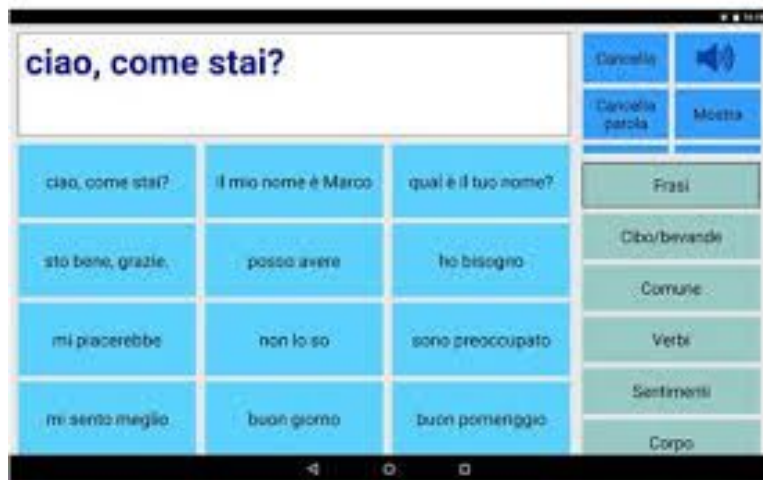 ciao, come stai?
Cancella
Cancella
parola
Mostra
ciao, come stai?
il mio nome è Marco
qual è il tuo nome?
sto bene, grazie.
posso avere
ho bisogno
mi piacerebbe
non lo so
sono preoccupato
mi sento meglio
buon giorno
buon pomeriggio
Frasi
Cibo/bevande
Comune
Verbi
Sentimenti
Corpo